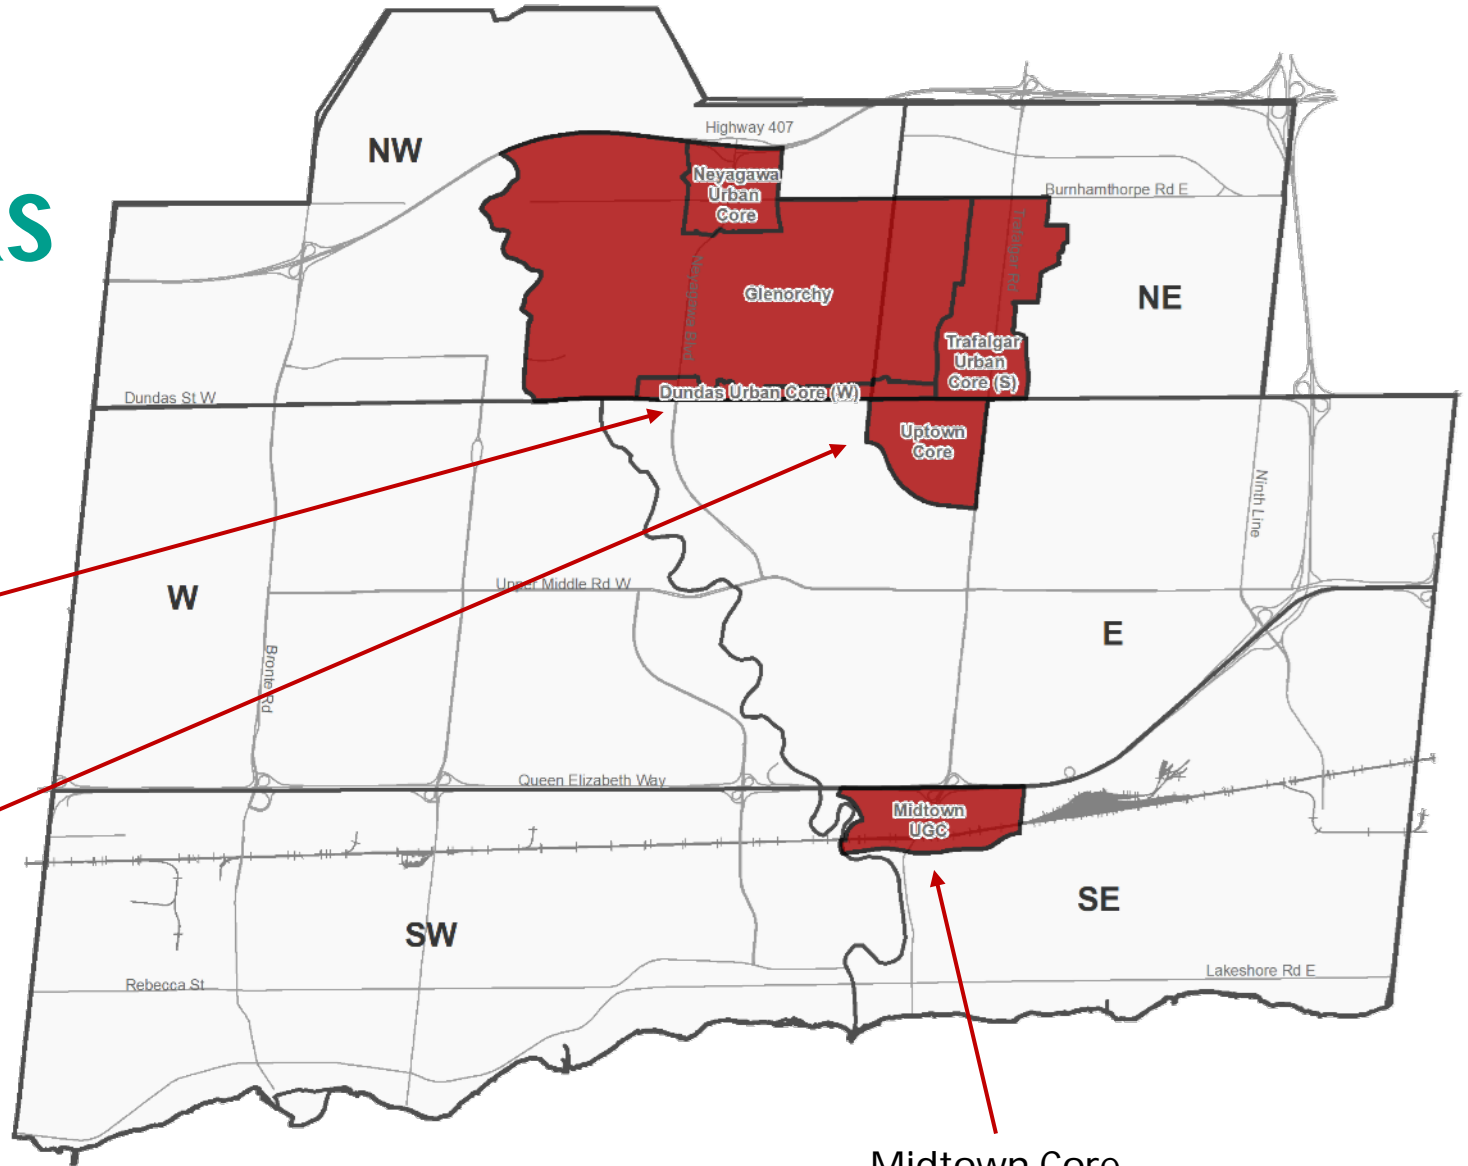 Highway 407
NW
Neyagawa
Urban
Core
Burnhamthorpe Rd E
RS
Trafalgar Rd
Neyagawa Blvd
Glenorchy
NE
Trafalgar
Urban
Core (S)
Dundas St W
Dundas Urban Core (W)
Uptown
Core
Ninth Line
Upper Middle Rd W
W
E
Bronte Rd
Queen Elizabeth Way
Midtown
UGC
SE
SW
Lakeshore Rd E
Rebecca St
Midtown Core